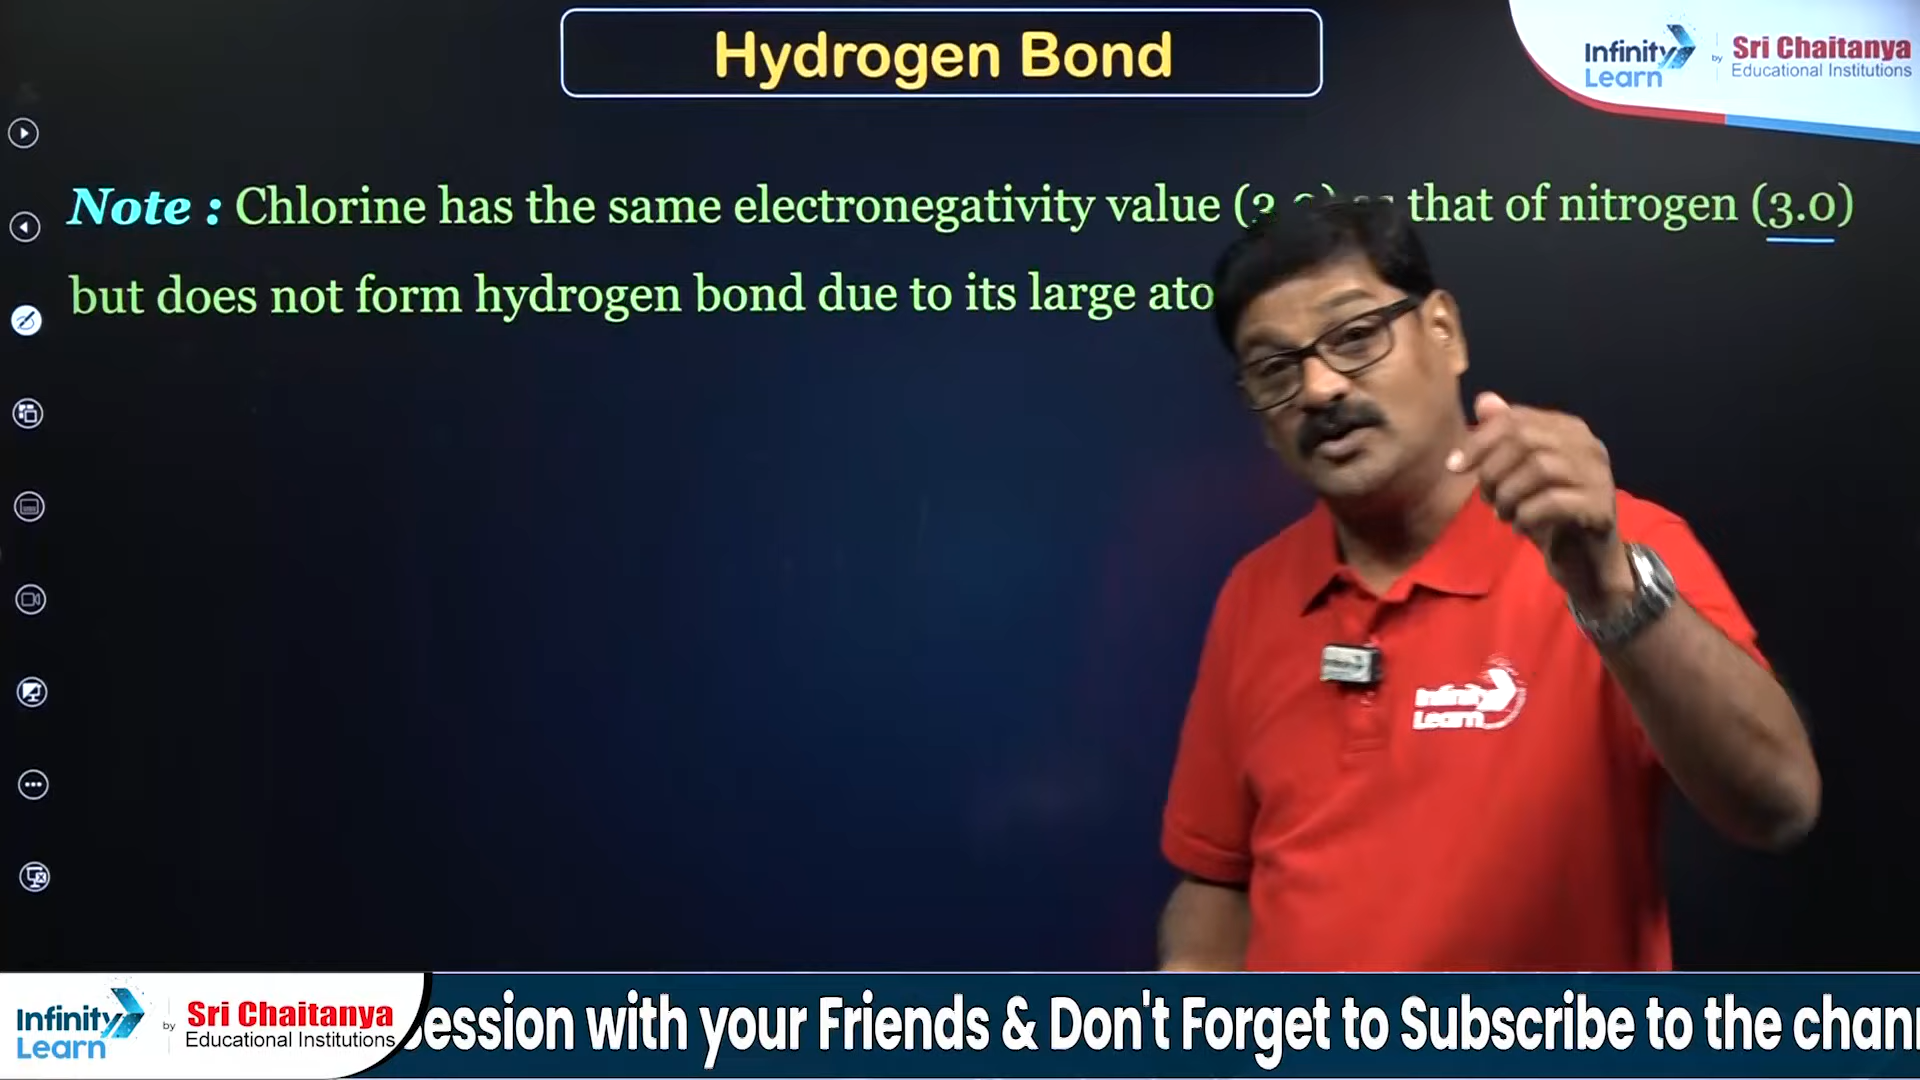 Hydrogen Bond
Infinity Learn by Sri Chaitanya Educational Institutions
Note : Chlorine has the same electronegativity value ( that of nitrogen (3.0)
but does not form hydrogen bond due to its large
Infinity Learn
Infinity Learn by Sri Chaitanya Educational Institutions
with your Friends & Don't Forget to Subscribe to the